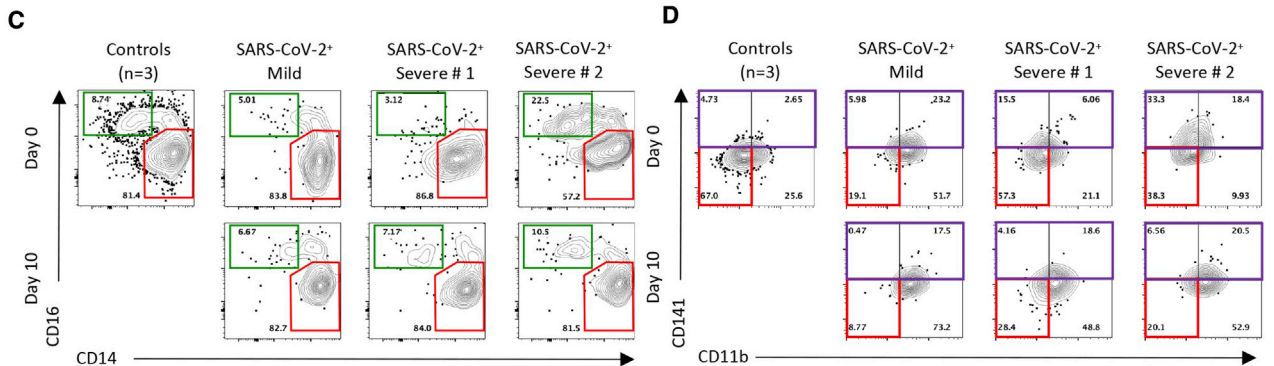 C
Controls
(n=3)
SARS-CoV-2+
Mild
SARS-CoV-2+
Severe # 1
SARS-CoV-2+
Severe # 2
Day 0
8.74
81.4
5.01
83.8
3.12
86.8
22.5
57.2
Day 10
6.67
82.7
7.17
84.0
10.5
81.5
CD16
CD14
D
Controls
(n=3)
SARS-CoV-2+
Mild
SARS-CoV-2+
Severe # 1
SARS-CoV-2+
Severe # 2
Day 0
4.73 2.65
67.0 25.6
5.98 23.2
19.1 51.7
15.5 6.06
57.3 21.1
33.3 18.4
38.3 9.93
Day 10
0.47 17.5
8.77 73.2
4.16 18.6
28.4 48.8
6.56 20.5
20.1 52.9
CD141
CD11b